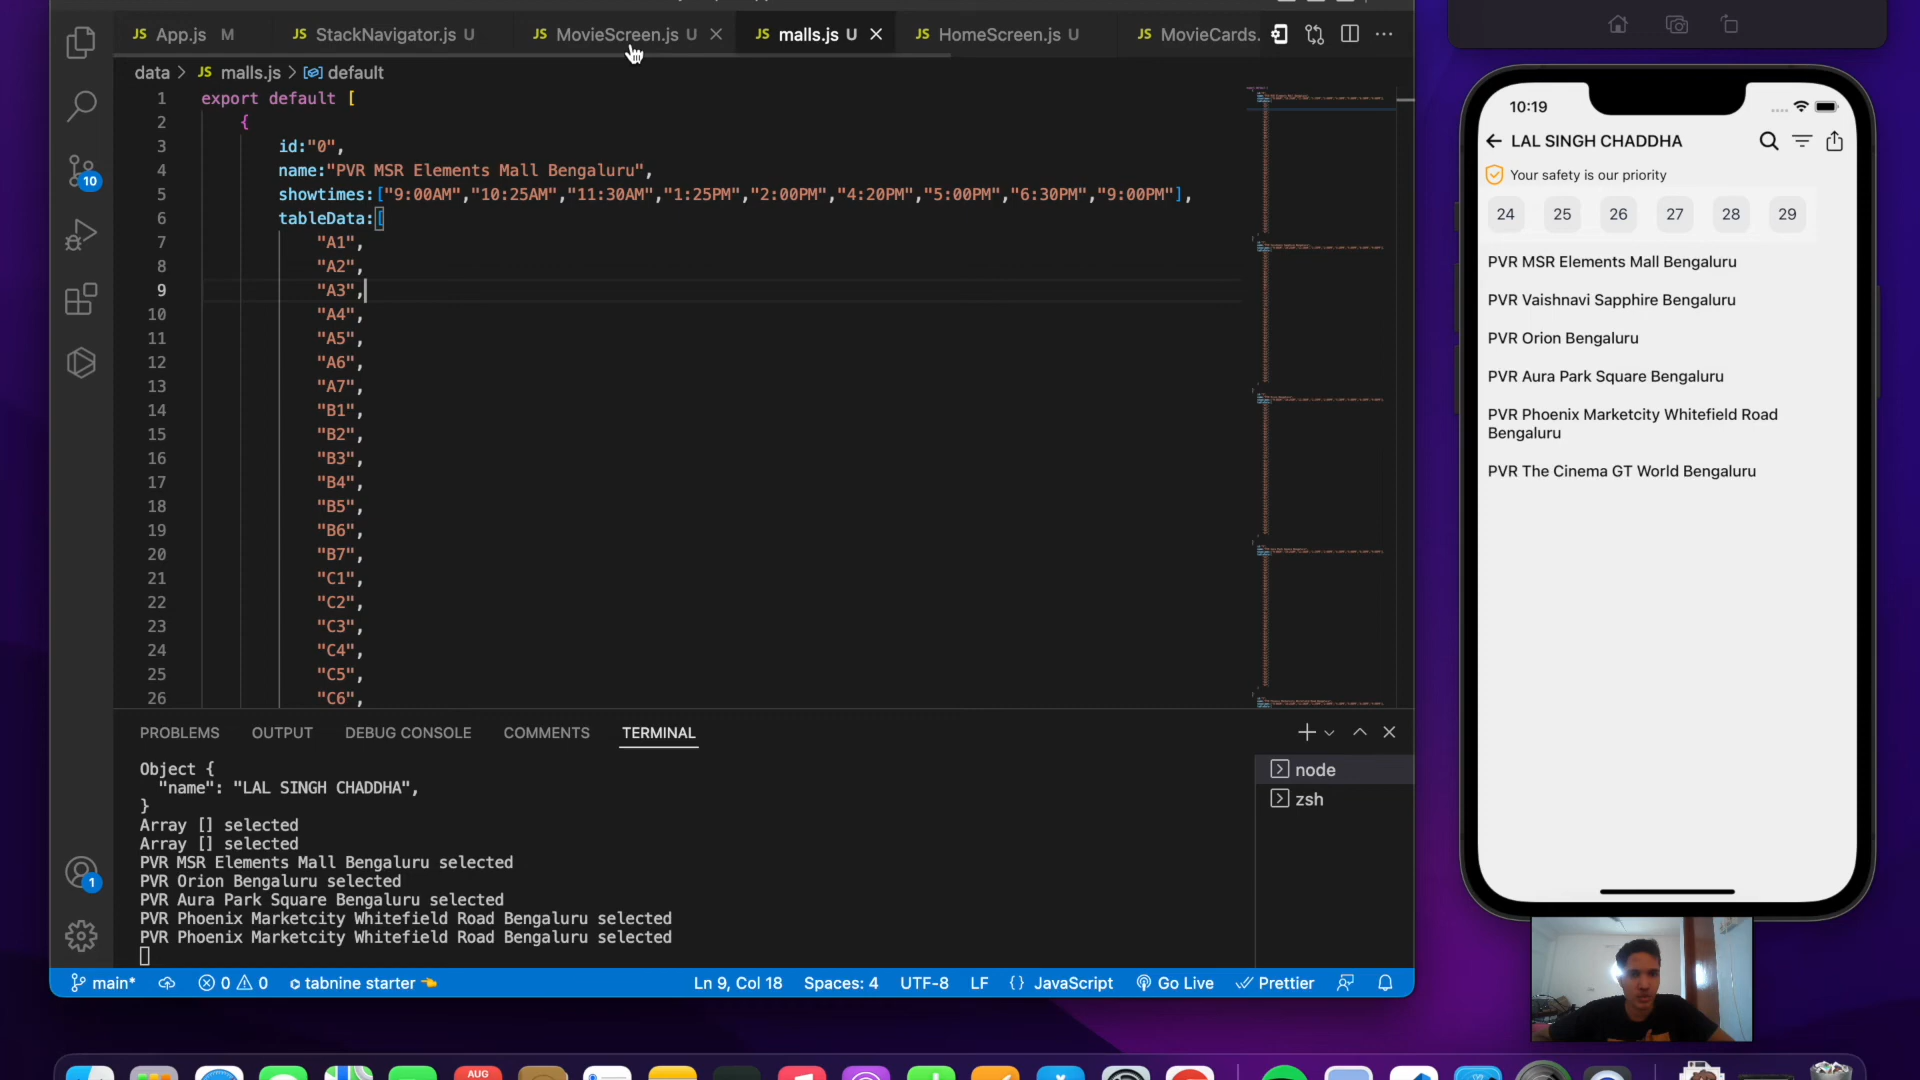 JS App.js M
JS StackNavigator.js U
JS MovieScreen.js U
JS malls.js U
JS HomeScreen.js U
JS MovieCards.
data > JS malls.js > default
1 export default [
2 {
3 id:"0",
4 name:"PVR MSR Elements Mall Bengaluru",
5 showtimes:["9:00AM","10:25AM","11:30AM","1:25PM","2:00PM","4:20PM","5:00PM","6:30PM","9:00PM"],
6 tableData:[
7 "A1",
8 "A2",
9 "A3",
10 "A4",
11 "A5",
12 "A6",
13 "A7",
14 "B1",
15 "B2",
16 "B3",
17 "B4",
18 "B5",
19 "B6",
20 "B7",
21 "C1",
22 "C2",
23 "C3",
24 "C4",
25 "C5",
26 "C6",
10
1
PROBLEMS OUTPUT DEBUG CONSOLE COMMENTS TERMINAL
Object {
"name": "LAL SINGH CHADDHA",
}
Array [] selected
Array [] selected
PVR MSR Elements Mall Bengaluru selected
PVR Orion Bengaluru selected
PVR Aura Park Square Bengaluru selected
PVR Phoenix Marketcity Whitefield Road Bengaluru selected
PVR Phoenix Marketcity Whitefield Road Bengaluru selected
node
zsh
main* 0 0 tabnine starter Ln 9, Col 18 Spaces: 4 UTF-8 LF {} JavaScript Go Live Prettier
10:19
LAL SINGH CHADDHA
Your safety is our priority
24 25 26 27 28 29
PVR MSR Elements Mall Bengaluru
PVR Vaishnavi Sapphire Bengaluru
PVR Orion Bengaluru
PVR Aura Park Square Bengaluru
PVR Phoenix Marketcity Whitefield Road
Bengaluru
PVR The Cinema GT World Bengaluru
AUG